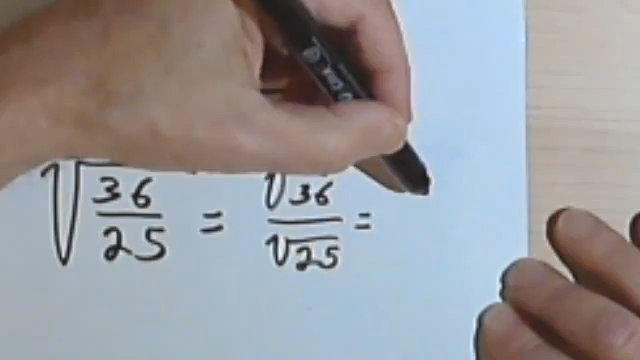 √(36/25) = √36/√25 =